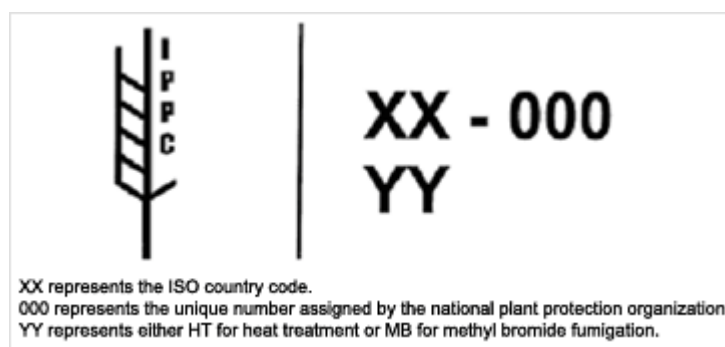 IPPC
XX - 000
YY
XX represents the ISO country code.
000 represents the unique number assigned by the national plant protection organization
YY represents either HT for heat treatment or MB for methyl bromide fumigation.